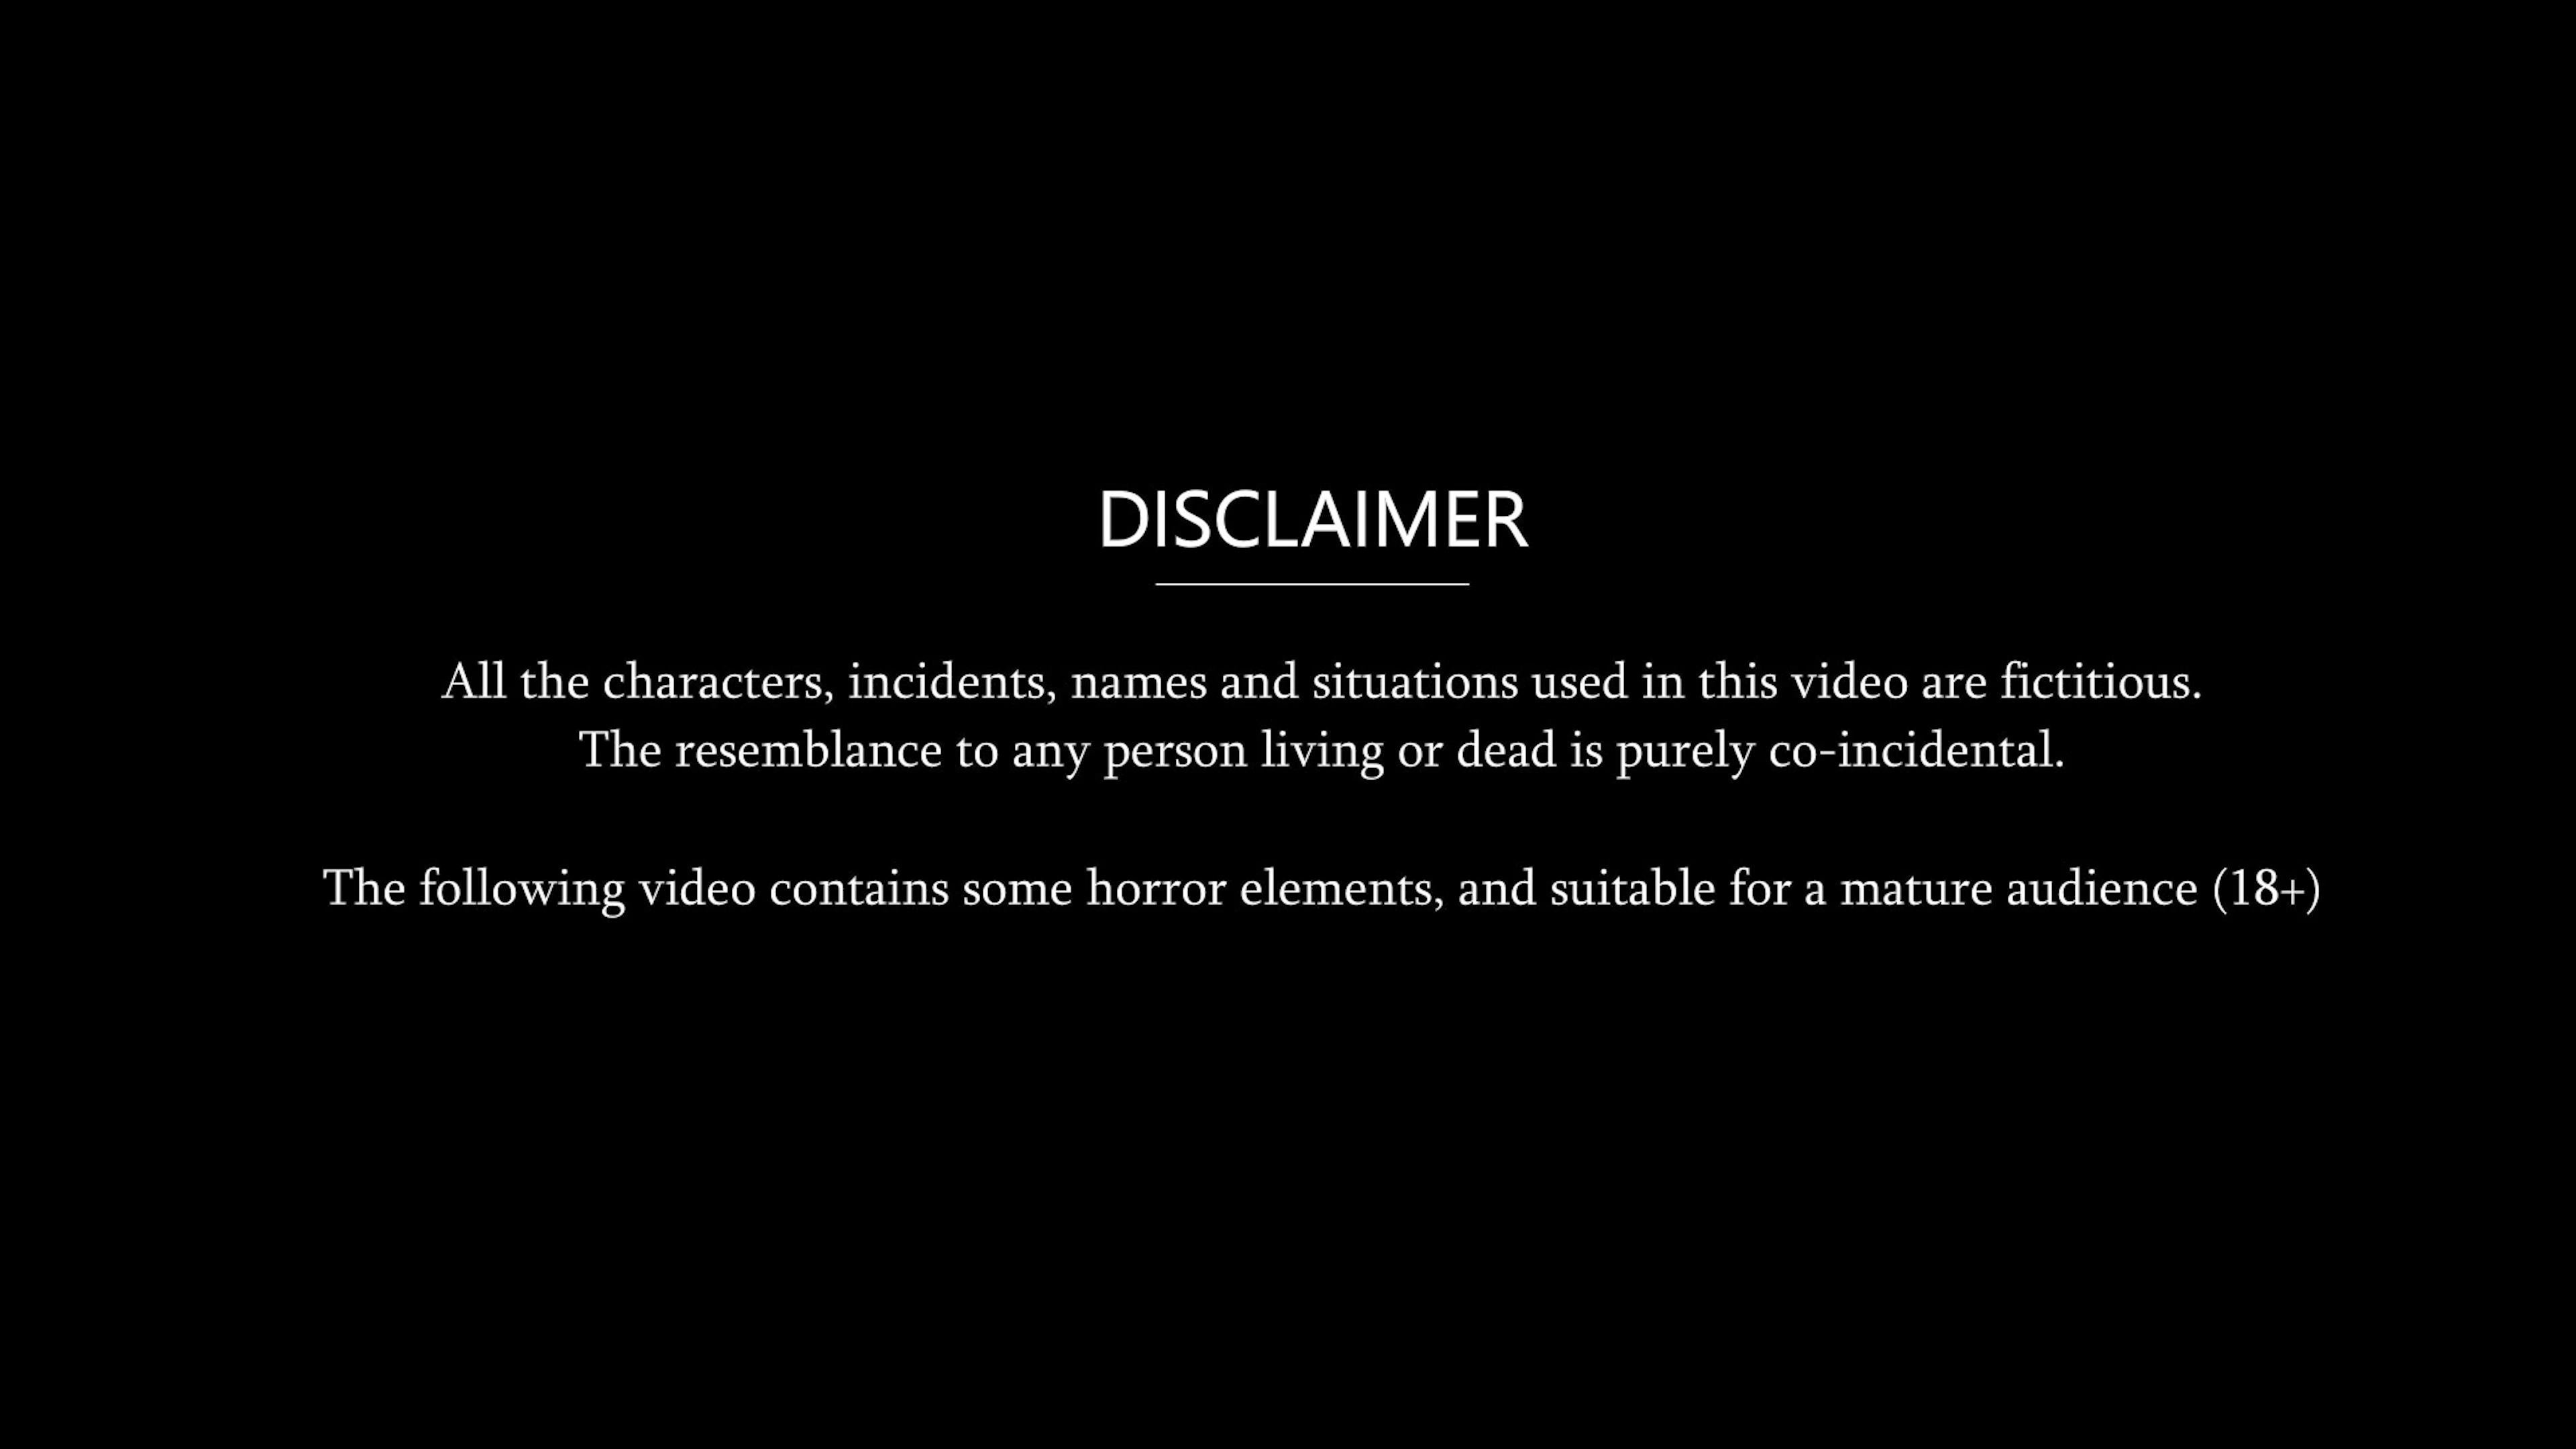 DISCLAIMER
All the characters, incidents, names and situations used in this video are fictitious.
The resemblance to any person living or dead is purely co-incidental.
The following video contains some horror elements, and suitable for a mature audience (18+)